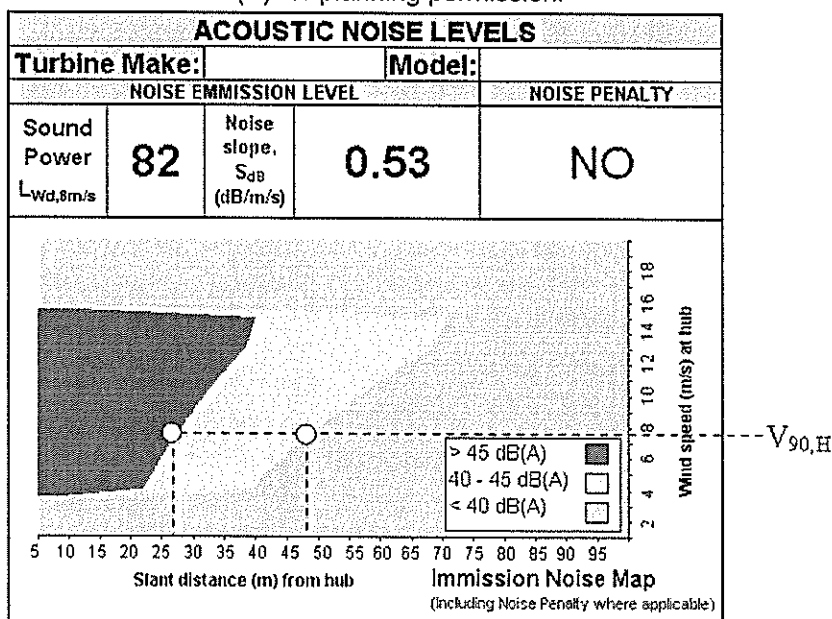 (.) .. planning permission.
ACOUSTIC NOISE LEVELS
Turbine Make: Model:
NOISE EMMISSION LEVEL NOISE PENALTY
Sound Power LWd,8m/s 82 Noise slope, SdB (dB/m/s) 0.53 NO
18
16
14
12
10
8
6
4
2
Wind speed (m/s) at hub
V90,H
> 45 dB(A)
40 - 45 dB(A)
< 40 dB(A)
5 10 15 20 25 30 35 40 45 50 55 60 65 70 75 80 85 90 95
Slant distance (m) from hub
Immission Noise Map
(Including Noise Penalty where applicable)